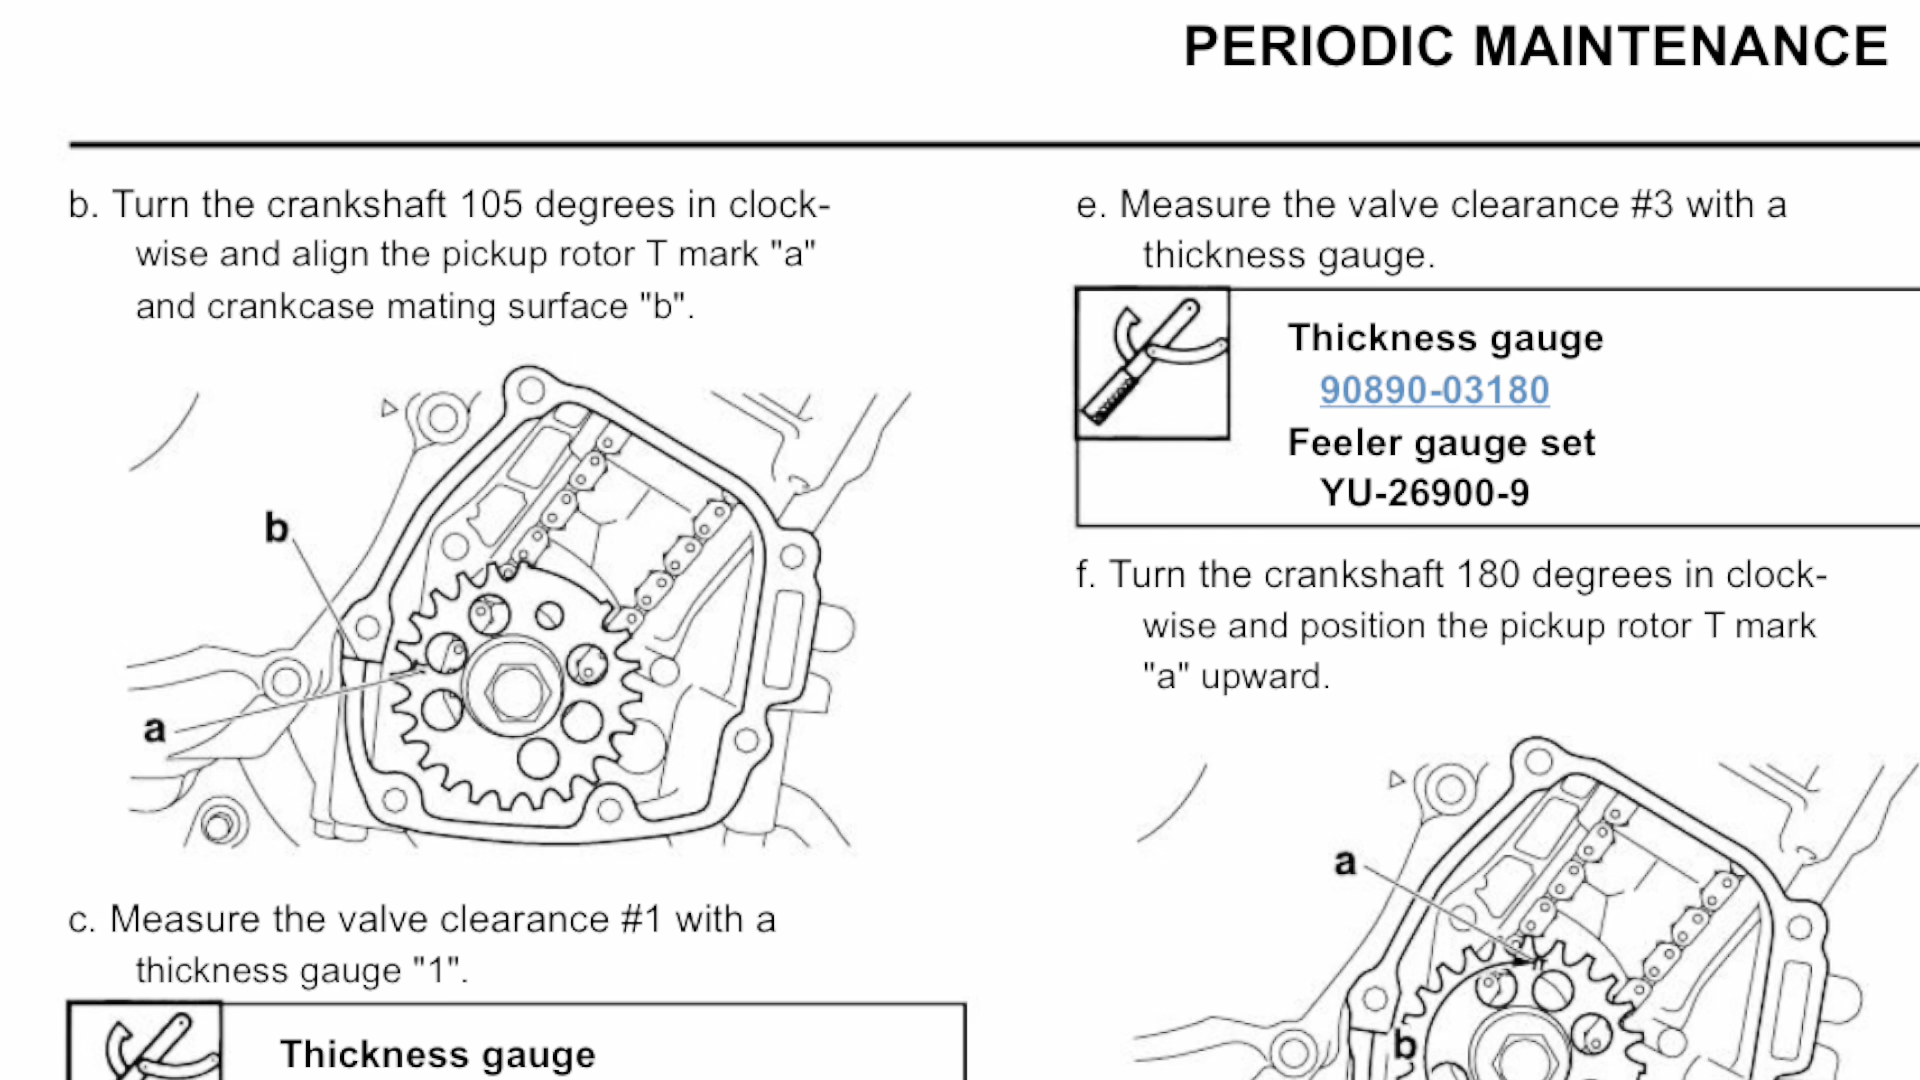 PERIODIC MAINTENANCE
b. Turn the crankshaft 105 degrees in clock-
wise and align the pickup rotor T mark "a"
and crankcase mating surface "b".
b
a
c. Measure the valve clearance #1 with a
thickness gauge "1".
Thickness gauge
e. Measure the valve clearance #3 with a
thickness gauge.
Thickness gauge
90890-03180
Feeler gauge set
YU-26900-9
f. Turn the crankshaft 180 degrees in clock-
wise and position the pickup rotor T mark
"a" upward.
a
b